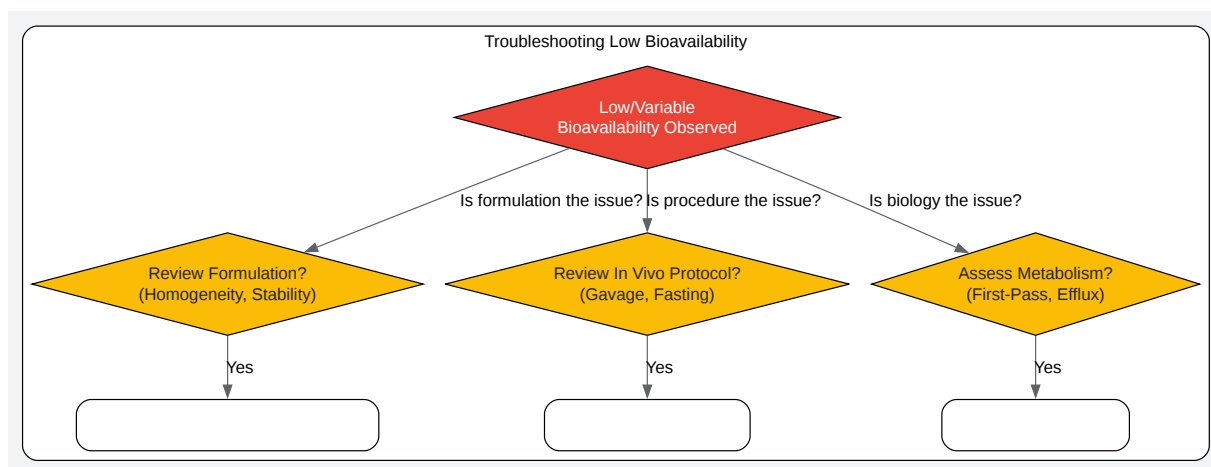 Troubleshooting Low Bioavailability
Low/Variable
Bioavailability Observed
Is formulation the issue?
Is procedure the issue?
Is biology the issue?
Review Formulation?
(Homogeneity, Stability)
Review In Vivo Protocol?
(Gavage, Fasting)
Assess Metabolism?
(First-Pass, Efflux)
Yes
Yes
Yes